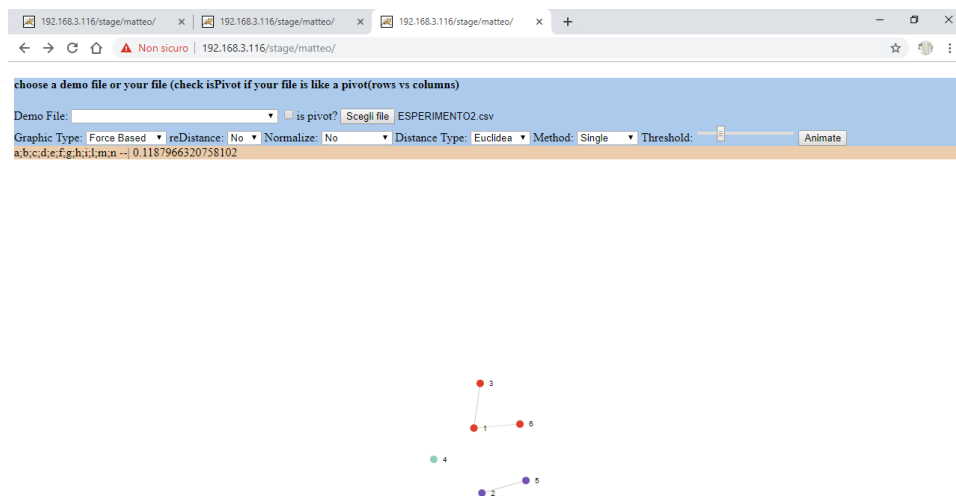 192.168.3.116/stage/matteo/ 192.168.3.116/stage/matteo/ 192.168.3.116/stage/matteo/
Non sicuro | 192.168.3.116/stage/matteo/
choose a demo file or your file (check isPivot if your file is like a pivot(rows vs columns)
Demo File: is pivot? Scegli file ESPERIMENTO2.csv
Graphic Type: Force Based reDistance: No Normalize: No Distance Type: Euclidea Method: Single Threshold: Animate
a;b;c;d;e;f;g;h;i;l;m;n --| 0.1187966320758102
3
1 6
4
5
2